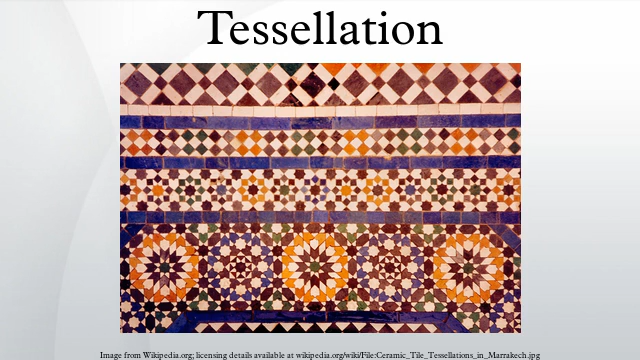 Tessellation
Image from Wikipedia.org; licensing details available at wikipedia.org/wiki/File:Ceramic_Tile_Tessellations_in_Marrakech.jpg